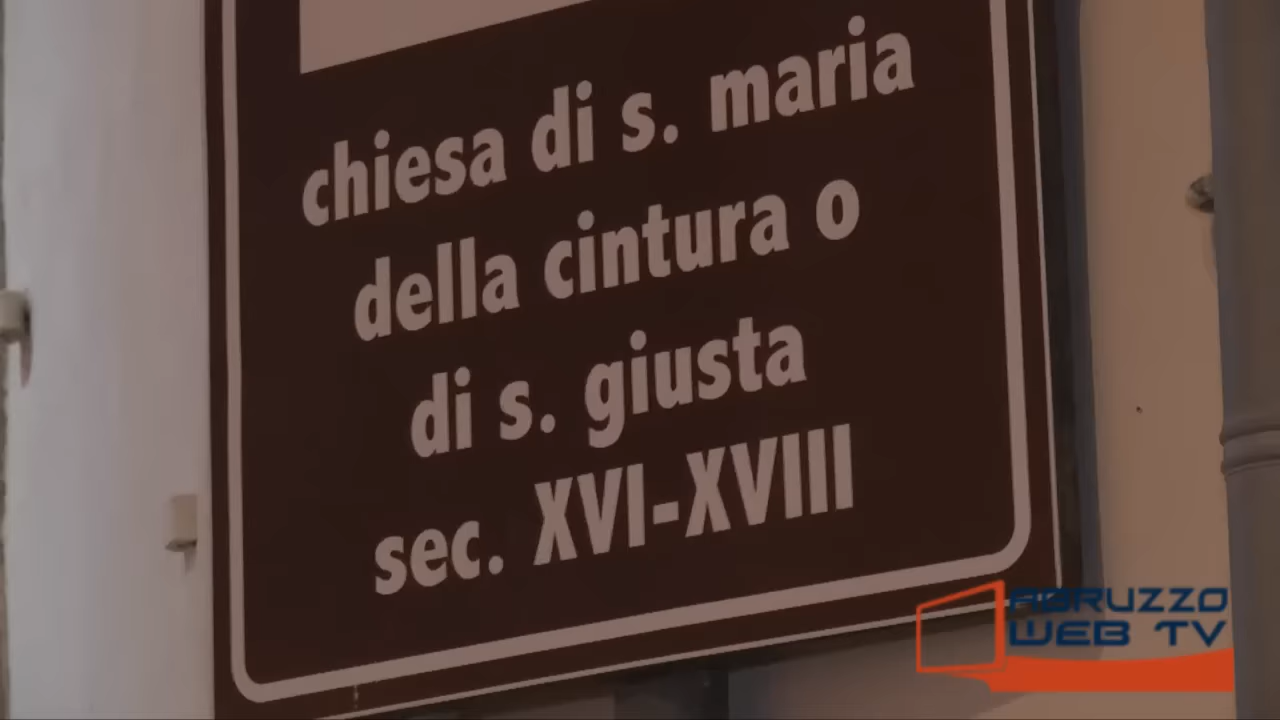 chiesa di s. maria
della cintura o
di s. giusta
sec. XVI-XVIII
ABRUZZO
WEB TV